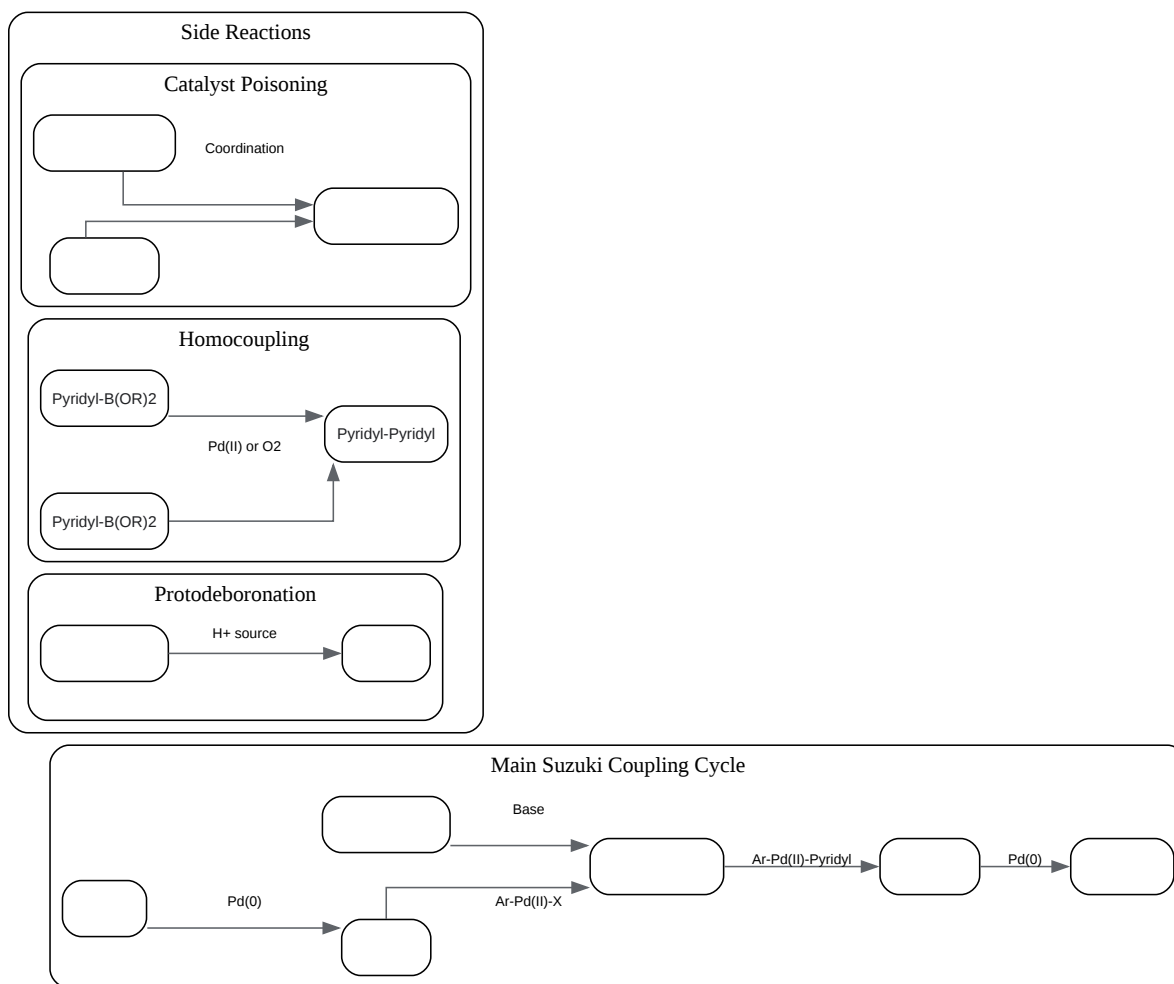 Side Reactions
Catalyst Poisoning
Coordination
Homocoupling
Pyridyl-B(OR)2
Pd(II) or O2
Pyridyl-Pyridyl
Pyridyl-B(OR)2
Protodeboronation
H+ source
Main Suzuki Coupling Cycle
Base
Ar-Pd(II)-Pyridyl
Pd(0)
Pd(0)
Ar-Pd(II)-X